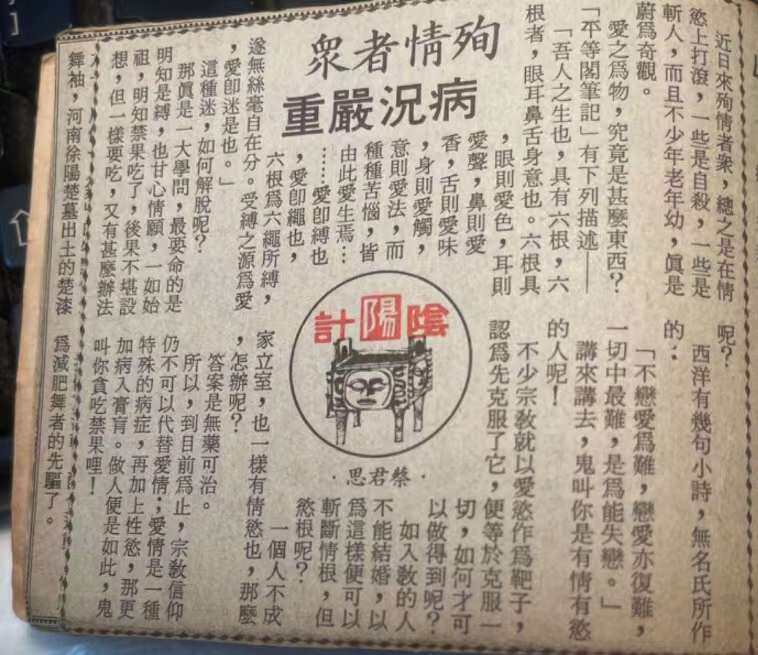 殉情者衆
病況嚴重
近日來殉情者衆，總之是在情
慾上打滾，一些是自殺，一些是
斬人，而且不少年老年幼，眞是
蔚爲奇觀。
愛之爲物，究竟是甚麼東西？
「平等閣筆記」有下列描述——
「吾人之生也，具有六根，六
根者，眼耳鼻舌身意也。六根具
，眼則愛色，耳則
愛聲，鼻則愛
香，舌則愛味
，身則愛觸，
意則愛法，而
種種苦惱，皆
由此愛生焉…
……愛卽縛也
，愛卽繩也，
六根爲六繩所縛，
遂無絲毫自在分。受縛之源爲愛
，愛卽迷是也。」
這種迷，如何解脫呢？
那眞是一大學問，最要命的是
明知是縛，也甘心情願，一如始
祖，明知禁果吃了，後果不堪設
想，但一樣要吃，又有甚麼辦法
呢？
西洋有幾句小詩，無名氏所作
的：
「不戀愛爲難，戀愛亦復難，
一切中最難，是爲能失戀。」
講來講去，鬼叫你是有情有慾
的人呢！
不少宗教就以愛慾作爲靶子，
認爲先克服了它，便等於克服一
切，如何才可
以做得到呢？
如入教的人
不能結婚，以
爲這樣便可以
斬斷情根，但
慾根呢？
一個人不成
家立室，也一樣有情慾也，那麼
，怎辦呢？
答案是無藥可治。
所以，到目前爲止，宗教信仰
仍不可以代替愛情；愛情是一種
特殊的病症，再加上性慾，那更
加病入膏肓。做人便是如此，鬼
叫你貪吃禁果哩！
陰陽計
·蔡君思·
舞袖，河南徐陽楚墓出土的楚漆
爲減肥舞者的先驅了。